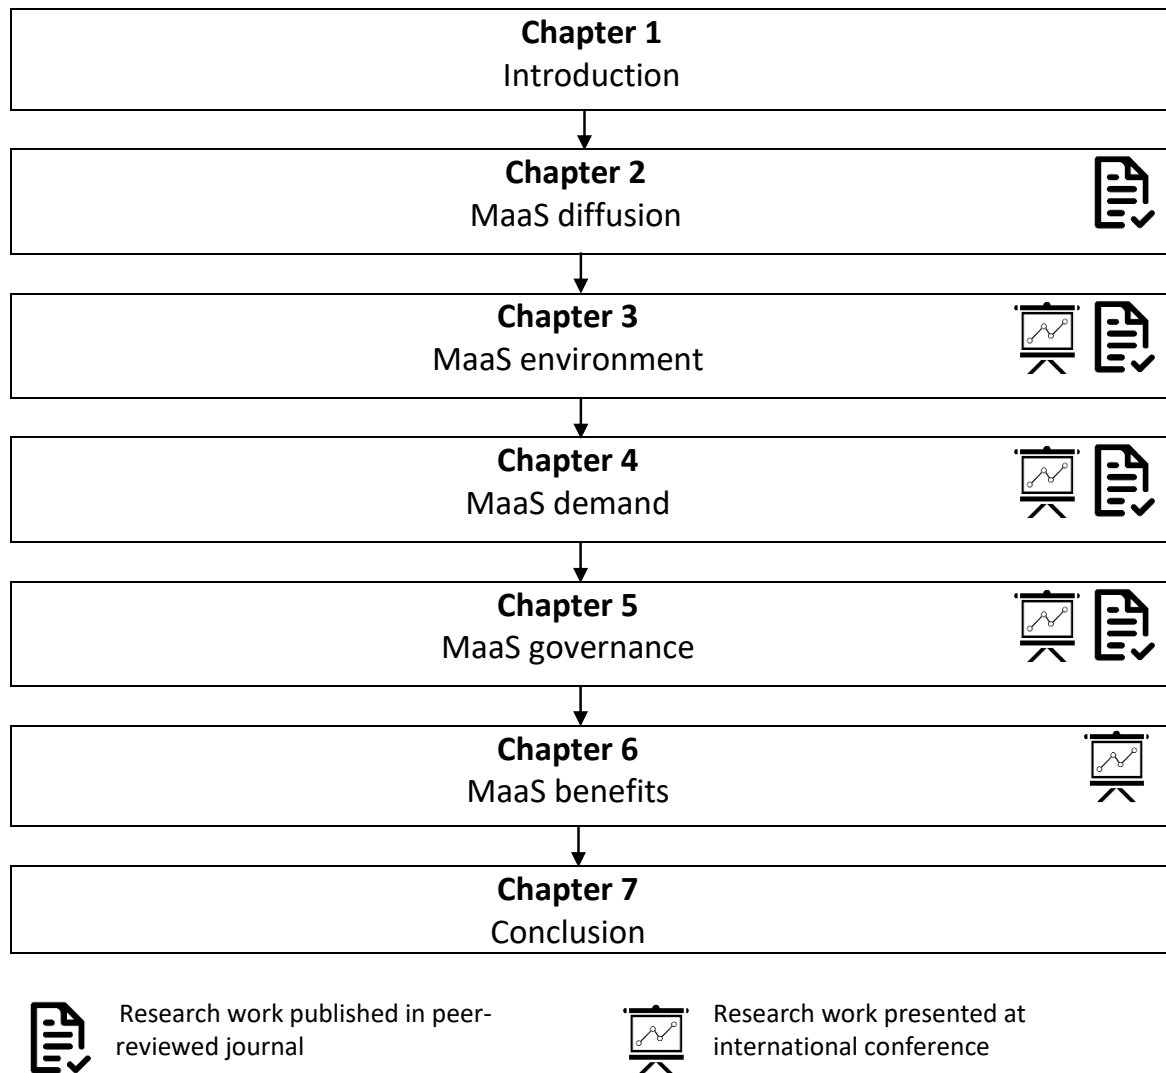 Chapter 1
Introduction
Chapter 2
MaaS diffusion
Chapter 3
MaaS environment
Chapter 4
MaaS demand
Chapter 5
MaaS governance
Chapter 6
MaaS benefits
Chapter 7
Conclusion
Research work published in peer-
reviewed journal
Research work presented at
international conference